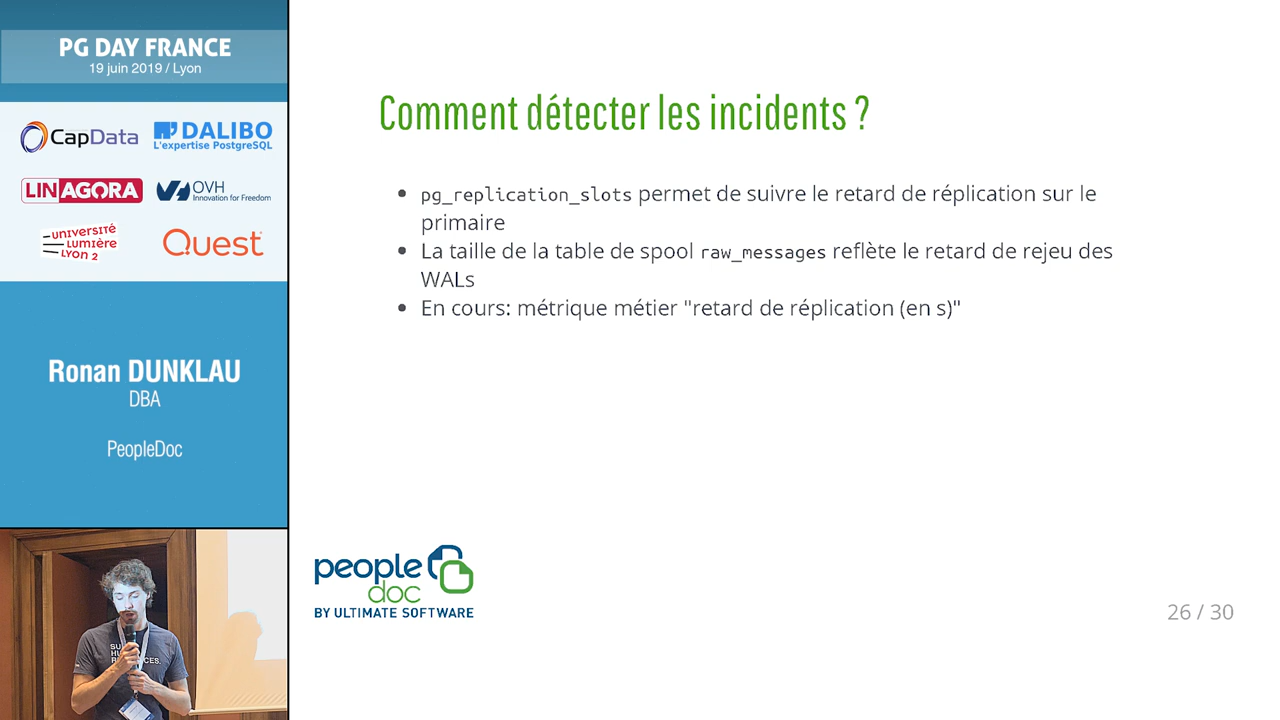 PG DAY FRANCE
19 juin 2019 / Lyon
CapData
DALIBO
L'expertise PostgreSQL
LINAGORA
OVH
Innovation for Freedom
UNIVERSITÉ
LUMIÈRE
LYON 2
Quest
Ronan DUNKLAU
DBA
PeopleDoc
Comment détecter les incidents ?
• pg_replication_slots permet de suivre le retard de réplication sur le
primaire
• La taille de la table de spool raw_messages reflète le retard de rejeu des
WALs
• En cours: métrique métier "retard de réplication (en s)"
people
doc
BY ULTIMATE SOFTWARE
26 / 30